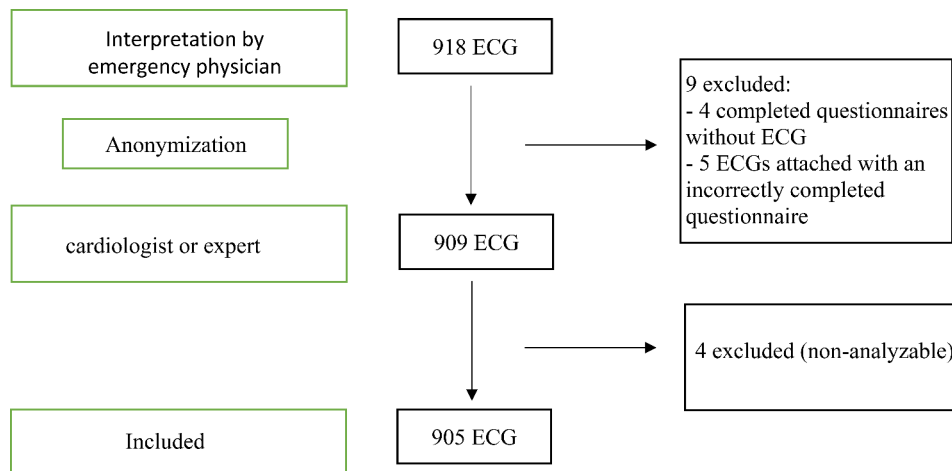 Interpretation by
emergency physician
918 ECG
9 excluded:
- 4 completed questionnaires
without ECG
- 5 ECGs attached with an
incorrectly completed
questionnaire
Anonymization
cardiologist or expert
909 ECG
4 excluded (non-analyzable)
Included
905 ECG